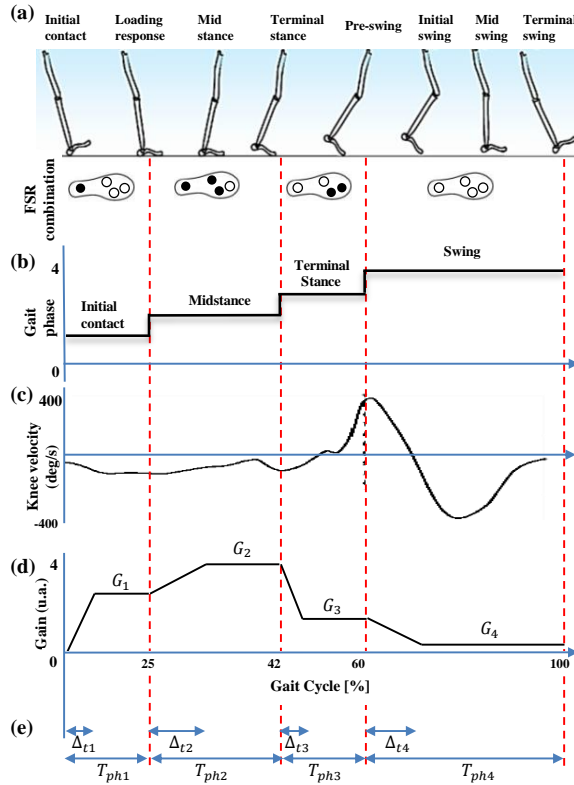 (a)
Initial contact
Loading response
Mid stance
Terminal stance
Pre-swing
Initial swing
Mid swing
Terminal swing
FSR combination
(b)
4
Gait phase
0
Initial contact
Midstance
Terminal Stance
Swing
(c)
400
Knee velocity (deg/s)
-400
(d)
4
Gain (u.a.)
0
G₁
G₂
G₃
G₄
25
42
60
100
Gait Cycle [%]
(e)
Δt1
Δt2
Δt3
Δt4
Tph1
Tph2
Tph3
Tph4